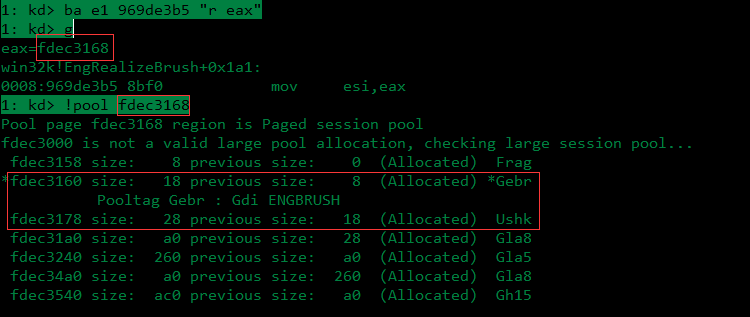 1: kd> ba e1 969de3b5 "r eax"
1: kd> g
eax=fdec3168
win32k!EngRealizeBrush+0x1a1:
0008:969de3b5 8bf0            mov     esi,eax
1: kd> !pool fdec3168
Pool page fdec3168 region is Paged session pool
fdec3000 is not a valid large pool allocation, checking large session pool...
 fdec3158 size:    8 previous size:    0  (Allocated)  Frag
*fdec3160 size:   18 previous size:    8  (Allocated) *Gebr
            Pooltag Gebr : Gdi ENGBRUSH
 fdec3178 size:   28 previous size:   18  (Allocated)  Ushk
 fdec31a0 size:   a0 previous size:   28  (Allocated)  Gla8
 fdec3240 size:  260 previous size:   a0  (Allocated)  Gla5
 fdec34a0 size:   a0 previous size:  260  (Allocated)  Gla8
 fdec3540 size:  ac0 previous size:   a0  (Allocated)  Gh15